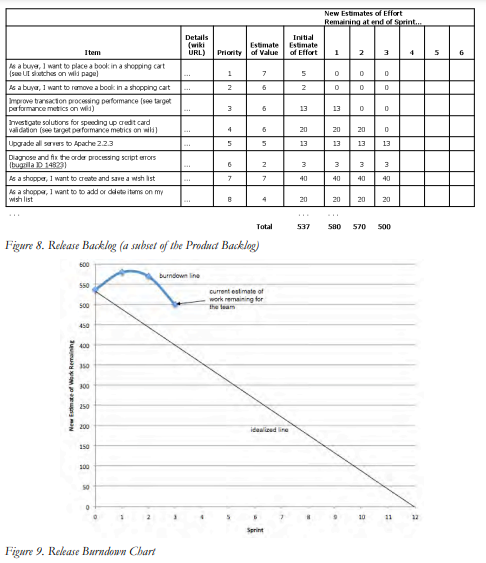 New Estimates of Effort
Remaining at end of Sprint...
Item Details (wiki URL) Priority Estimate of Value Initial Estimate of Effort 1 2 3 4 5 6
As a buyer, I want to place a book in a shopping cart
(see UI sketches on wiki page) ... 1 7 5 0 0 0
As a buyer, I want to remove a book in a shopping cart ... 2 6 2 0 0 0
Improve transaction processing performance (see target
performance metrics on wiki) ... 3 6 13 13 0 0
Investigate solutions for speeding up credit card
validation (see target performance metrics on wiki) ... 4 6 20 20 20 0
Upgrade all servers to Apache 2.2.3 ... 5 5 13 13 13 13
Diagnose and fix the order processing script errors
(bugzilla ID 14823) ... 6 2 3 3 3 3
As a shopper, I want to create and save a wish list ... 7 7 40 40 40 40
As a shopper, I want to to add or delete items on my
wish list ... 8 4 20 20 20 20
... ... ...
Total 537 580 570 500
Figure 8. Release Backlog (a subset of the Product Backlog)
600
550
500
450
400
350
300
250
200
150
100
50
0
New Estimate of Work Remaining
burndown line
current estimate of
work remaining for
the team
idealized line
0 1 2 3 4 5 6 7 8 9 10 11 12
Sprint
Figure 9. Release Burndown Chart